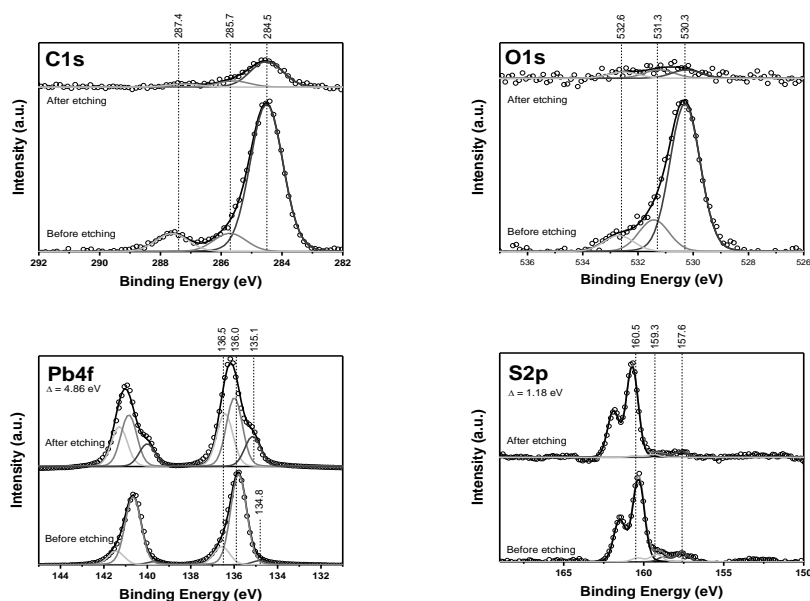 287.4
285.7
284.5
C1s
After etching
Before etching
Intensity (a.u.)
292 290 288 286 284 282
Binding Energy (eV)
532.6
531.3
530.3
O1s
After etching
Before etching
Intensity (a.u.)
536 534 532 530 528 526
Binding Energy (eV)
136.5
136.0
135.1
Pb4f
Δ = 4.86 eV
After etching
134.8
Before etching
Intensity (a.u.)
144 142 140 138 136 134 132
Binding Energy (eV)
160.5
159.3
157.6
S2p
Δ = 1.18 eV
After etching
Before etching
Intensity (a.u.)
165 160 155 150
Binding Energy (eV)